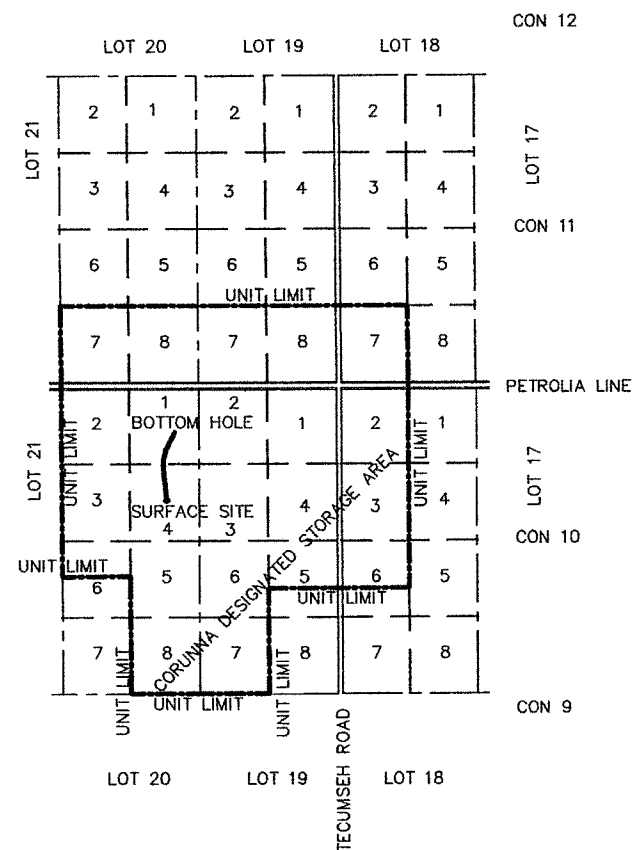 CON 12
LOT 20 LOT 19 LOT 18
2 1 2 1 2 1
LOT 21
LOT 17
3 4 3 4 3 4
CON 11
6 5 6 5 6 5
UNIT LIMIT
7 8 7 8 7 8
PETROLIA LINE
1 2
2 BOTTOM HOLE 1 2 1
LOT 21
UNIT LIMIT
UNIT LIMIT
LOT 17
3 SURFACE SITE 4 3 4
4 3
CORUNNA DESIGNATED STORAGE AREA
CON 10
UNIT LIMIT
6 5 6 5 6 5
UNIT LIMIT
7 8 7 8 7 8
UNIT LIMIT
UNIT LIMIT
UNIT LIMIT
CON 9
TECUMSEH ROAD
LOT 20 LOT 19 LOT 18